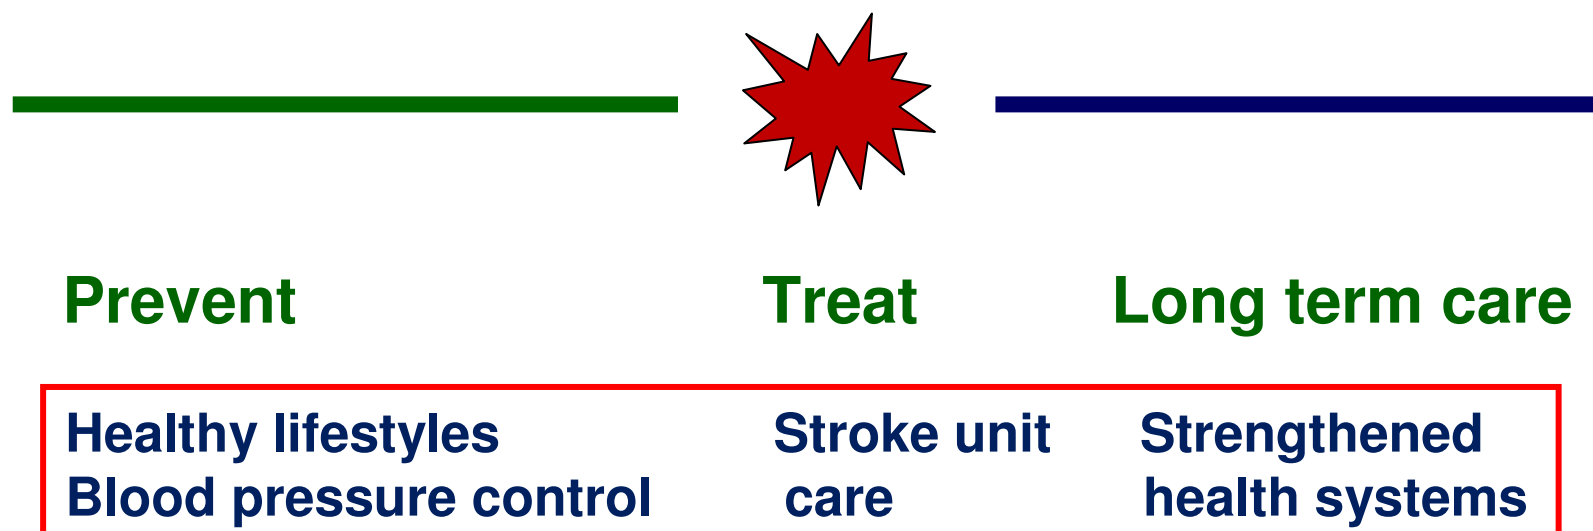 Prevent Treat Long term care
Healthy lifestyles Stroke unit Strengthened
Blood pressure control care health systems